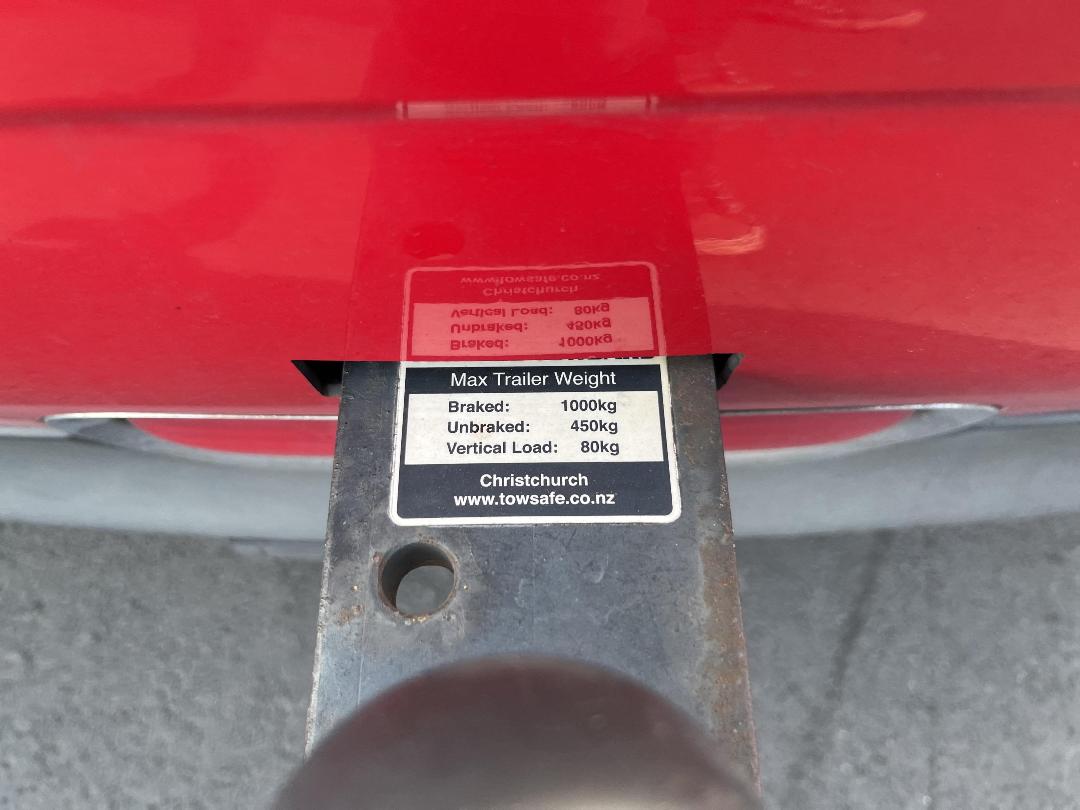 Max Trailer Weight
Braked: 1000kg
Unbraked: 450kg
Vertical Load: 80kg
Christchurch
www.towsafe.co.nz